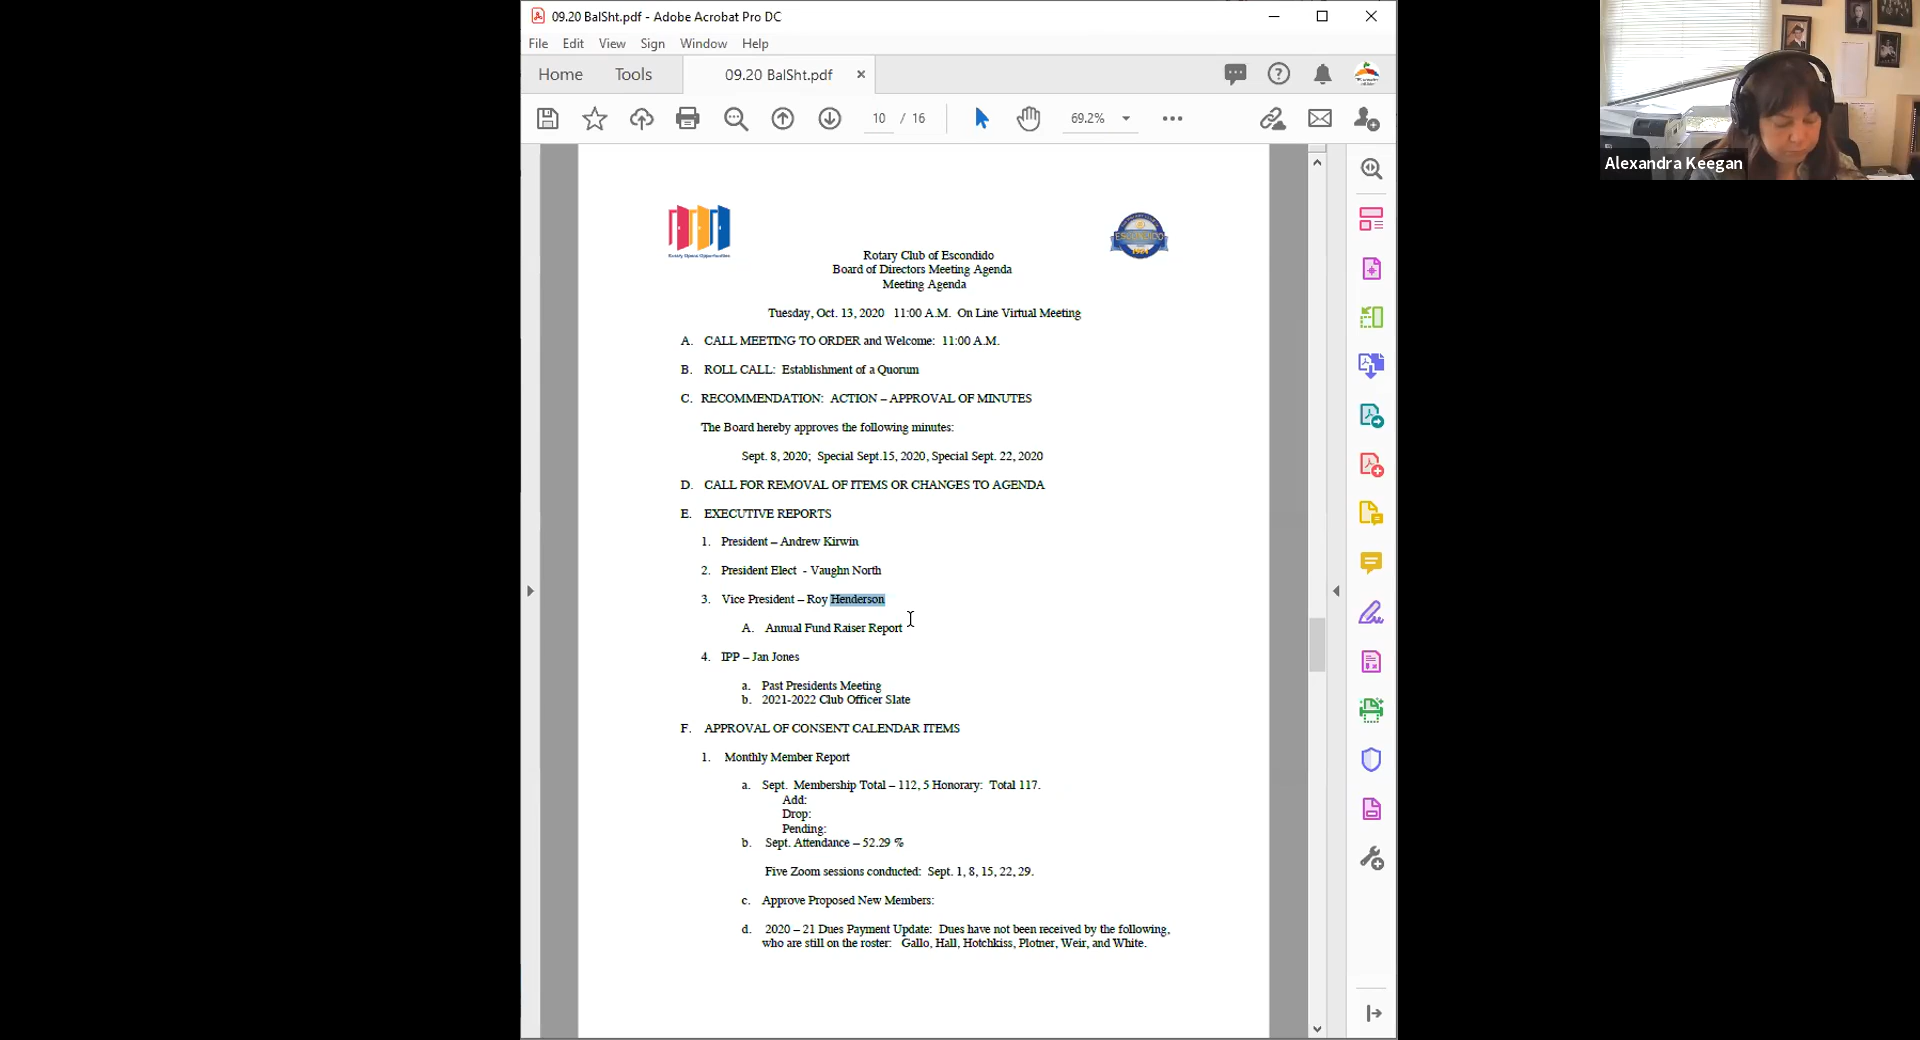 09.20 BalSht.pdf - Adobe Acrobat Pro DC
File Edit View Sign Window Help
Home Tools 09.20 BalSht.pdf ×
10 / 16 69.2%
Rotary Opens Opportunities
ESCONDIDO
Rotary Club of Escondido
Board of Directors Meeting Agenda
Meeting Agenda
Tuesday, Oct. 13, 2020 11:00 A.M. On Line Virtual Meeting
A. CALL MEETING TO ORDER and Welcome: 11:00 A.M.
B. ROLL CALL: Establishment of a Quorum
C. RECOMMENDATION: ACTION – APPROVAL OF MINUTES
The Board hereby approves the following minutes:
Sept. 8, 2020; Special Sept.15, 2020, Special Sept. 22, 2020
D. CALL FOR REMOVAL OF ITEMS OR CHANGES TO AGENDA
E. EXECUTIVE REPORTS
1. President – Andrew Kirwin
2. President Elect - Vaughn North
3. Vice President – Roy Henderson
A. Annual Fund Raiser Report
4. IPP – Jan Jones
a. Past Presidents Meeting
b. 2021-2022 Club Officer Slate
F. APPROVAL OF CONSENT CALENDAR ITEMS
1. Monthly Member Report
a. Sept. Membership Total – 112, 5 Honorary: Total 117.
Add:
Drop:
Pending:
b. Sept. Attendance – 52.29 %
Five Zoom sessions conducted: Sept. 1, 8, 15, 22, 29.
c. Approve Proposed New Members:
d. 2020 – 21 Dues Payment Update: Dues have not been received by the following,
who are still on the roster: Gallo, Hall, Hotchkiss, Plotner, Weir, and White.
Alexandra Keegan